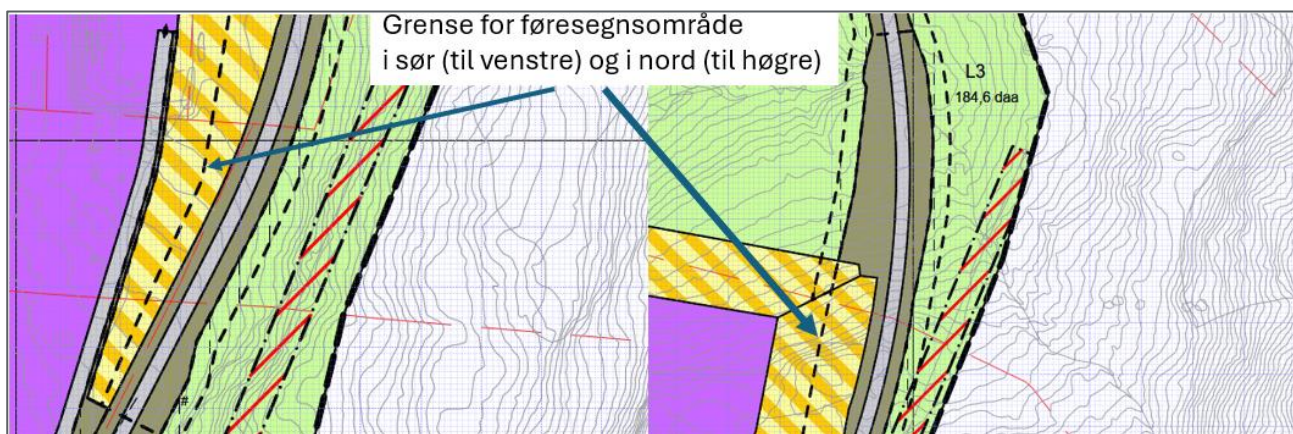 Grense for føresegnsområde
i sør (til venstre) og i nord (til høgre)
L3
184,6 daa
#